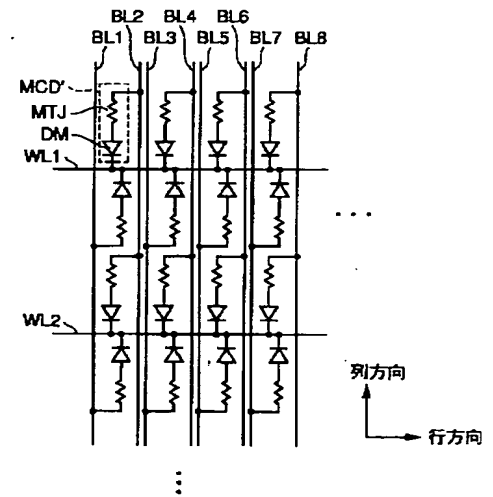 BL2 BL4 BL6
BL1 BL3 BL5 BL7 BL8
MCD'
MTJ
DM
WL1
...
WL2
列方向
行方向
⋮